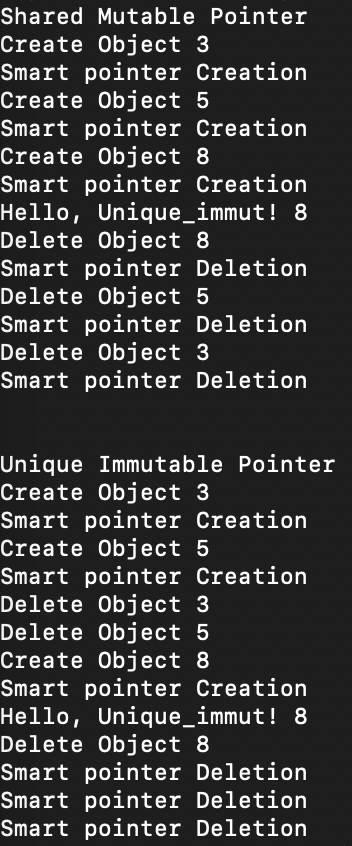 Shared Mutable Pointer
Create Object 3
Smart pointer Creation
Create Object 5
Smart pointer Creation
Create Object 8
Smart pointer Creation
Hello, Unique_immut! 8
Delete Object 8
Smart pointer Deletion
Delete Object 5
Smart pointer Deletion
Delete Object 3
Smart pointer Deletion
Unique Immutable Pointer
Create Object 3
Smart pointer Creation
Create Object 5
Smart pointer Creation
Delete Object 3
Delete Object 5
Create Object 8
Smart pointer Creation
Hello, Unique_immut! 8
Delete Object 8
Smart pointer Deletion
Smart pointer Deletion
Smart pointer Deletion